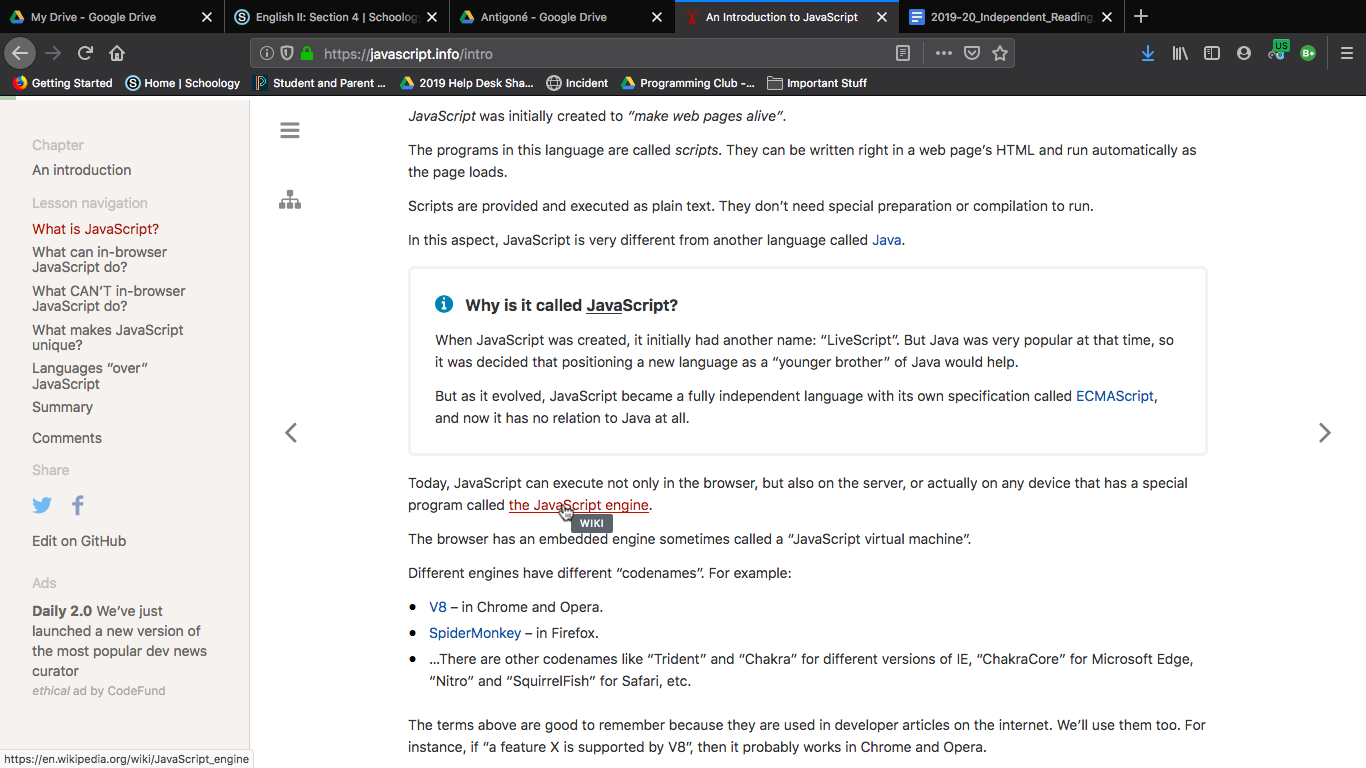 My Drive - Google Drive
English II: Section 4 | Schoology
Antigoné - Google Drive
An Introduction to JavaScript
2019-20_Independent_Reading
https://javascript.info/intro
US
B+
Getting Started
Home | Schoology
Student and Parent ...
2019 Help Desk Sha...
Incident
Programming Club -...
Important Stuff
Chapter
An introduction
Lesson navigation
What is JavaScript?
What can in-browser
JavaScript do?
What CAN’T in-browser
JavaScript do?
What makes JavaScript
unique?
Languages “over”
JavaScript
Summary
Comments
Share
Edit on GitHub
Ads
Daily 2.0 We’ve just
launched a new version of
the most popular dev news
curator
ethical ad by CodeFund
JavaScript was initially created to “make web pages alive”.
The programs in this language are called scripts. They can be written right in a web page’s HTML and run automatically as
the page loads.
Scripts are provided and executed as plain text. They don’t need special preparation or compilation to run.
In this aspect, JavaScript is very different from another language called Java.
Why is it called JavaScript?
When JavaScript was created, it initially had another name: “LiveScript”. But Java was very popular at that time, so
it was decided that positioning a new language as a “younger brother” of Java would help.
But as it evolved, JavaScript became a fully independent language with its own specification called ECMAScript,
and now it has no relation to Java at all.
Today, JavaScript can execute not only in the browser, but also on the server, or actually on any device that has a special
program called the JavaScript engine.
WIKI
The browser has an embedded engine sometimes called a “JavaScript virtual machine”.
Different engines have different “codenames”. For example:
• V8 – in Chrome and Opera.
• SpiderMonkey – in Firefox.
• …There are other codenames like “Trident” and “Chakra” for different versions of IE, “ChakraCore” for Microsoft Edge,
“Nitro” and “SquirrelFish” for Safari, etc.
The terms above are good to remember because they are used in developer articles on the internet. We’ll use them too. For
instance, if “a feature X is supported by V8”, then it probably works in Chrome and Opera.
https://en.wikipedia.org/wiki/JavaScript_engine